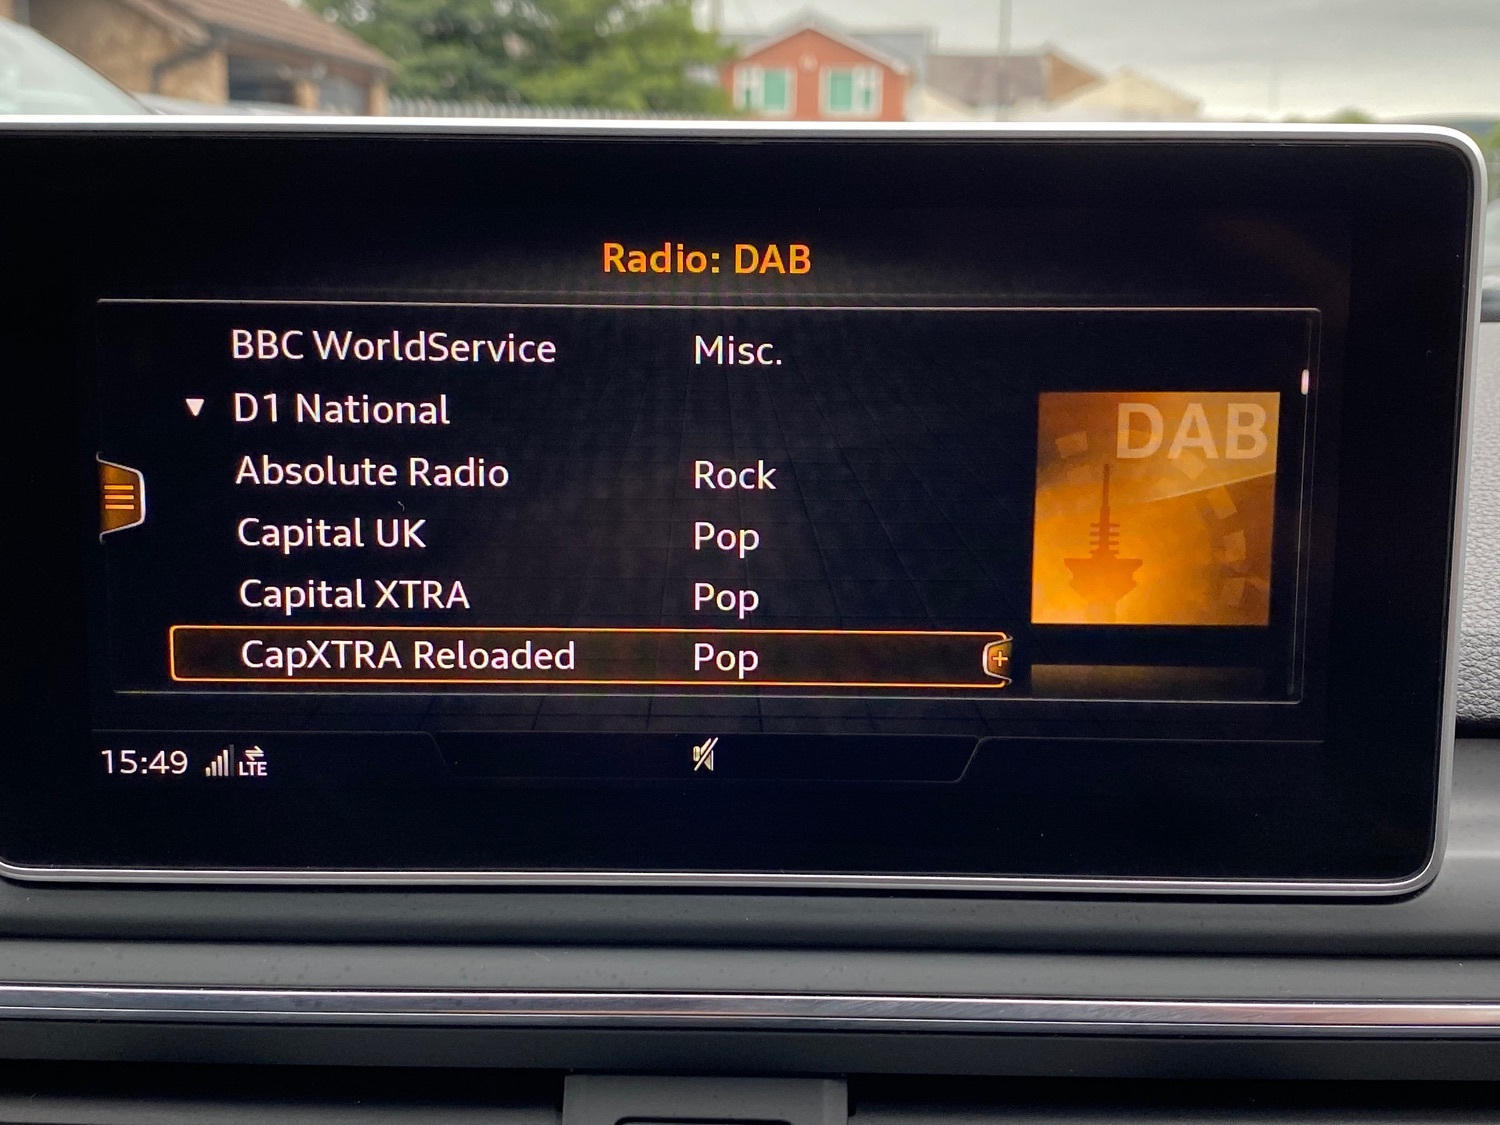 Radio: DAB
BBC WorldService Misc.
▼ D1 National
DAB
Absolute Radio Rock
Capital UK Pop
Capital XTRA Pop
CapXTRA Reloaded Pop
15:49 LTE